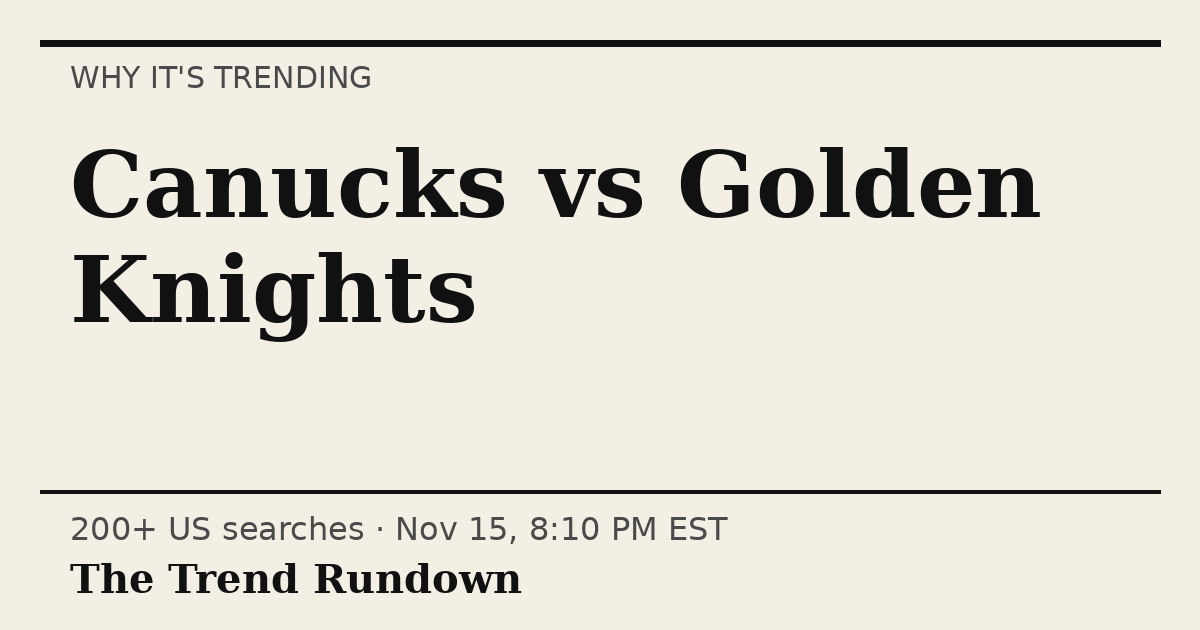 WHY IT'S TRENDING
Canucks vs Golden
Knights
200+ US searches · Nov 15, 8:10 PM EST
The Trend Rundown